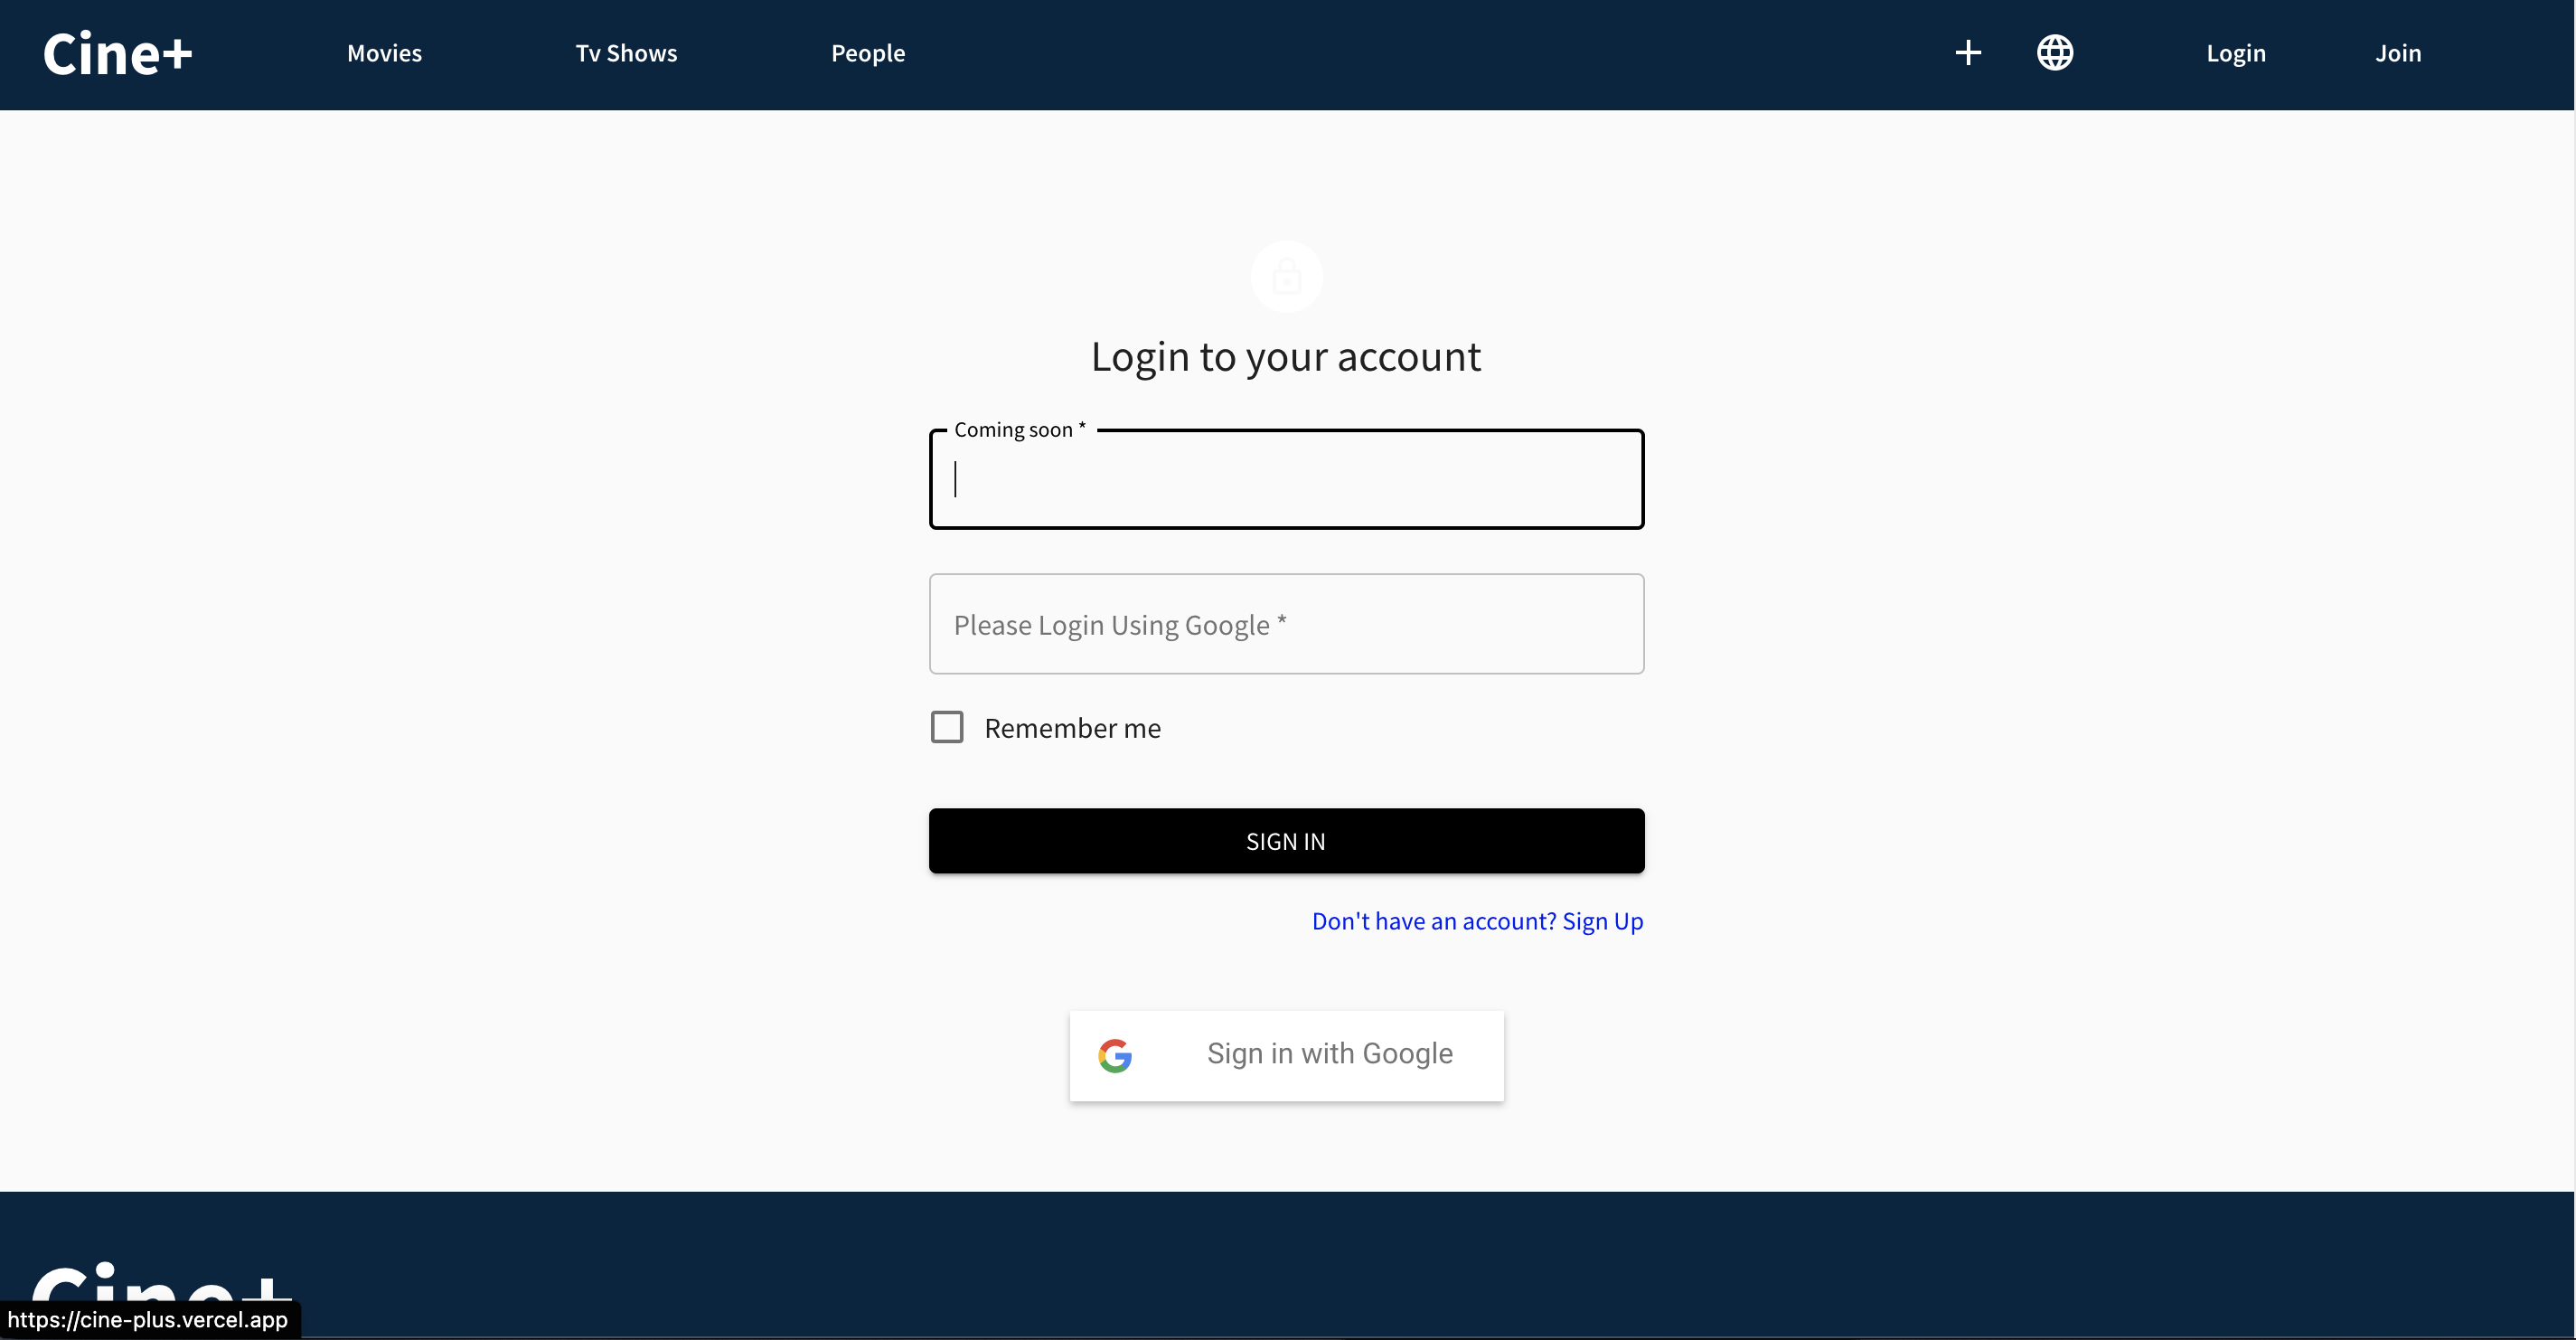 Cine+ Movies Tv Shows People Login Join
Login to your account
Coming soon *
Please Login Using Google *
Remember me
SIGN IN
Don't have an account? Sign Up
Sign in with Google
Cine+
https://cine-plus.vercel.app